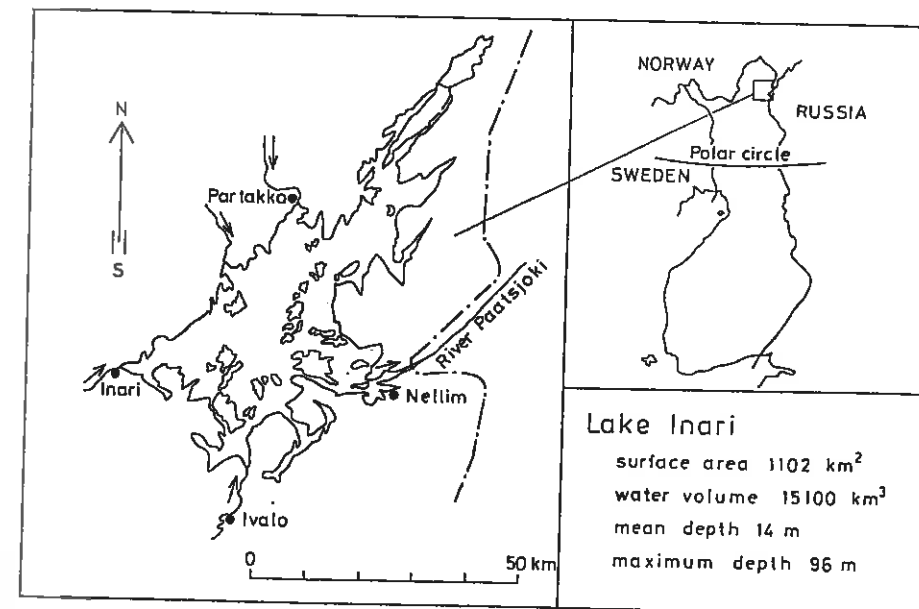 N
S
Partakko
Inari
Ivalo
Nellim
River Paatsjoki
0
50 km
NORWAY
RUSSIA
Polar circle
SWEDEN
Lake Inari
surface area 1102 km²
water volume 15100 km³
mean depth 14 m
maximum depth 96 m